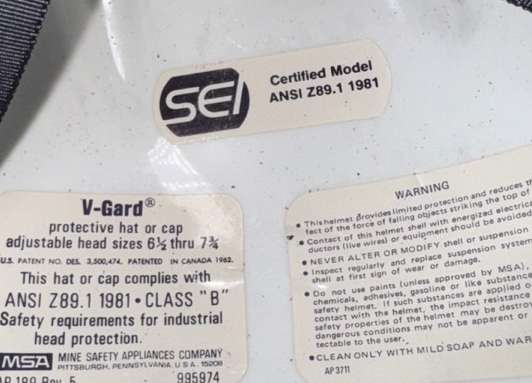 SEI
Certified Model
ANSI Z89.1 1981
V-Gard®
protective hat or cap
adjustable head sizes 6½ thru 7¾
U.S. PATENT NO. DES. 3,500,474. PATENTED IN CANADA 1962.
This hat or cap complies with
ANSI Z89.1 1981 • CLASS "B"
Safety requirements for industrial
head protection.
MSA MINE SAFETY APPLIANCES COMPANY
PITTSBURGH, PENNSYLVANIA, U.S.A. 15208
Rev. 5 995974
WARNING
• This helmet provides limited protection and reduces
fect of the force of falling objects striking the top of
• Contact of this helmet shell with energized electrica
ductors (live wires) or equipment should be avoide
• NEVER ALTER OR MODIFY shell or suspension
• Inspect regularly and replace suspension system
shell at first sign of wear or damage.
• Do not use paints (unless approved by MSA),
chemicals, adhesives, gasoline or like substance
safety helmet. If such substances are applied o
contact with the helmet, the impact resistance
safety properties of the helmet may be destroy
dangerous conditions may not be apparent or
tectable to the user.
• CLEAN ONLY WITH MILD SOAP AND WAR
AP 3711